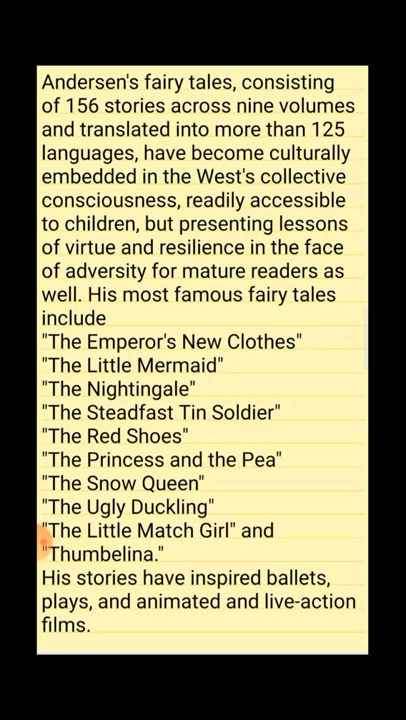 Andersen's fairy tales, consisting
of 156 stories across nine volumes
and translated into more than 125
languages, have become culturally
embedded in the West's collective
consciousness, readily accessible
to children, but presenting lessons
of virtue and resilience in the face
of adversity for mature readers as
well. His most famous fairy tales
include
"The Emperor's New Clothes"
"The Little Mermaid"
"The Nightingale"
"The Steadfast Tin Soldier"
"The Red Shoes"
"The Princess and the Pea"
"The Snow Queen"
"The Ugly Duckling"
"The Little Match Girl" and
"Thumbelina."
His stories have inspired ballets,
plays, and animated and live-action
films.